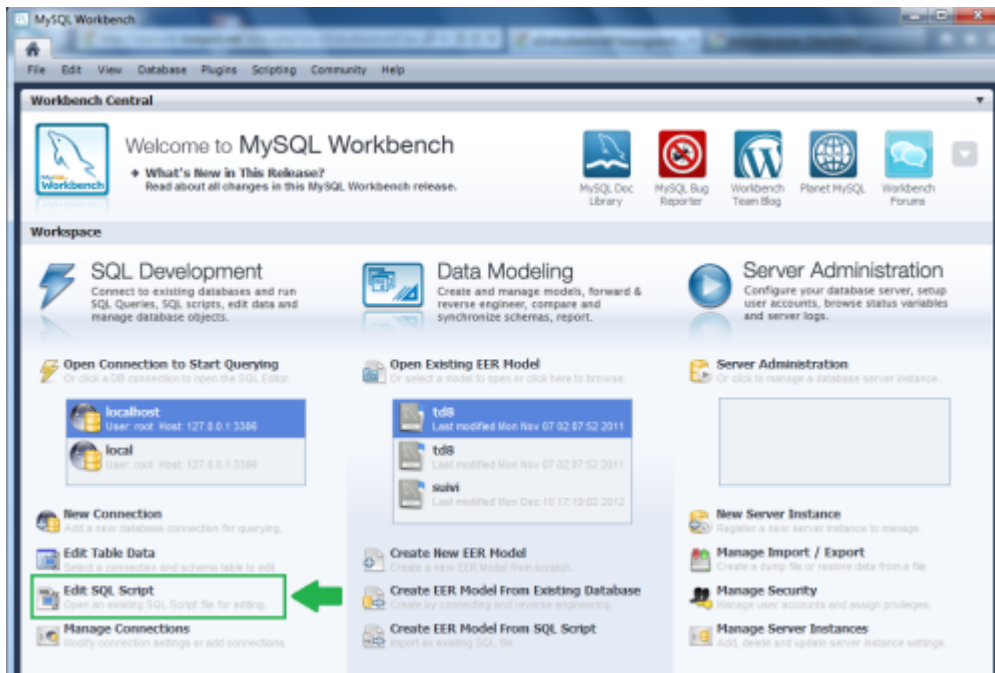 MySQL Workbench
File Edit View Database Plugins Scripting Community Help
Workbench Central
Welcome to MySQL Workbench
What's New in This Release?
Read about all changes in this MySQL Workbench release.
MySQL
Workbench
MySQL Doc
Library
MySQL Bug
Reporter
Workbench
Team Blog
Planet MySQL
Workbench
Forums
Workspace
SQL Development
Connect to existing databases and run
SQL Queries, SQL scripts, edit data and
manage database objects.
Open Connection to Start Querying
Or click a DB connection to open the SQL Editor.
localhost
User: root Host: 127.0.0.1:3306
local
User: root Host: 127.0.0.1:3306
New Connection
Add a new database connection for querying.
Edit Table Data
Select a connection and schema table to edit.
Edit SQL Script
Open an existing SQL Script file for editing.
Manage Connections
Modify connection settings or add connections.
Data Modeling
Create and manage models, forward &
reverse engineer, compare and
synchronize schemas, report.
Open Existing EER Model
Or select a model to open or click here to browse.
td8
Last modified Mon Nov 07 02:07:52 2011
td8
Last modified Mon Nov 07 02:07:52 2011
suivi
Last modified Mon Dec 10 17:19:02 2012
Create New EER Model
Create a new EER Model from scratch.
Create EER Model From Existing Database
Create by connecting and reverse engineering.
Create EER Model From SQL Script
Import an existing SQL file.
Server Administration
Configure your database server, setup
user accounts, browse status variables
and server logs.
Server Administration
Or click to manage a database server instance.
New Server Instance
Register a new server instance to manage.
Manage Import / Export
Create a dump file or restore data from a file.
Manage Security
Manage user accounts and assign privileges.
Manage Server Instances
Add, delete and update server instance settings.